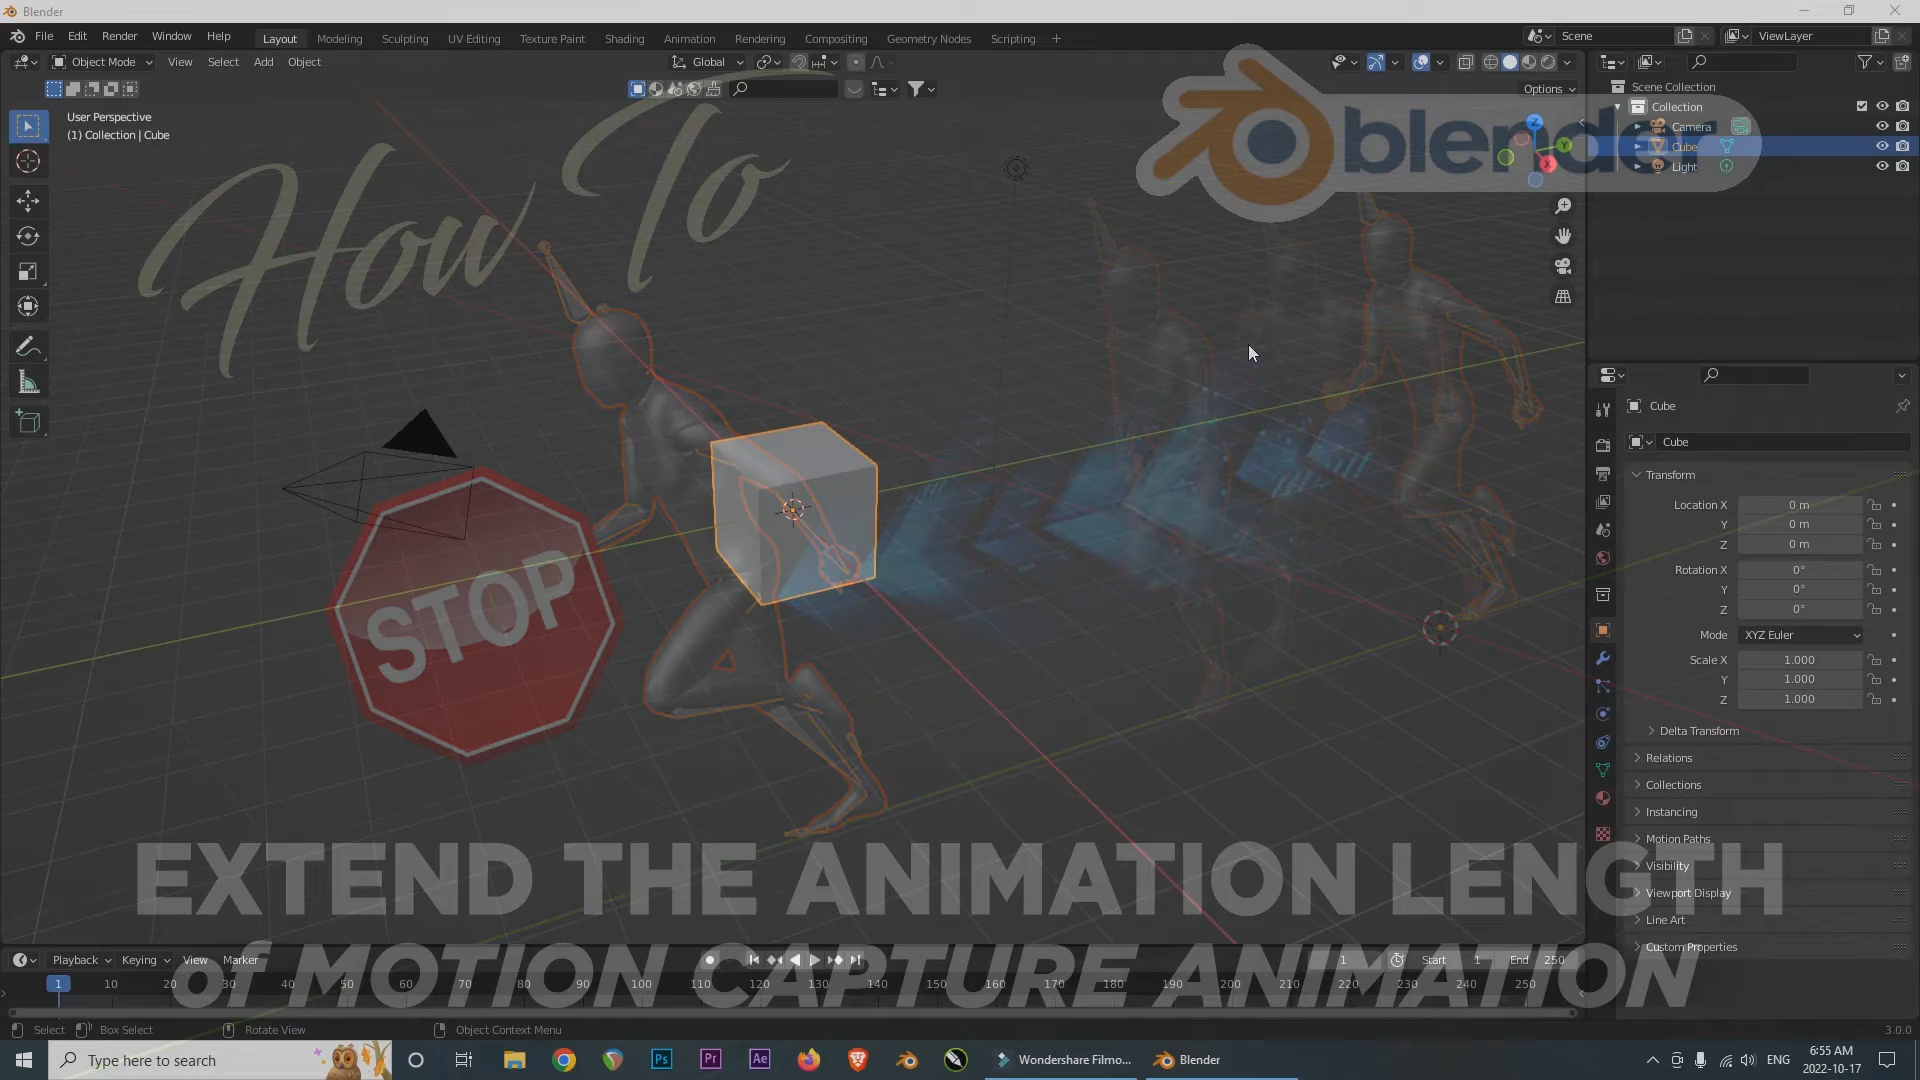 Blender
File Edit Render Window Help
Layout Modeling Sculpting UV Editing Texture Paint Shading Animation Rendering Compositing Geometry Nodes Scripting +
Scene
ViewLayer
Object Mode View Select Add Object
Global
Options
User Perspective
(1) Collection | Cube
How To
blender
Z
Y
X
Scene Collection
Collection
Camera
Cube
Light
STOP
Cube
Cube
Transform
Location X 0 m
Y 0 m
Z 0 m
Rotation X 0°
Y 0°
Z 0°
Mode XYZ Euler
Scale X 1.000
Y 1.000
Z 1.000
Delta Transform
Relations
Collections
Instancing
Motion Paths
Visibility
Viewport Display
Line Art
Custom Properties
EXTEND THE ANIMATION LENGTH
of MOTION CAPTURE ANIMATION
Playback Keying View Marker
1 Start 1 End 250
1 10 20 30 40 50 60 70 80 90 100 110 120 130 140 150 160 170 180 190 200 210 220 230 240 250
Select Box Select Rotate View Object Context Menu
3.0.0
Type here to search
Ps Pr Ae
Wondershare Filmo...
Blender
ENG
6:55 AM
2022-10-17